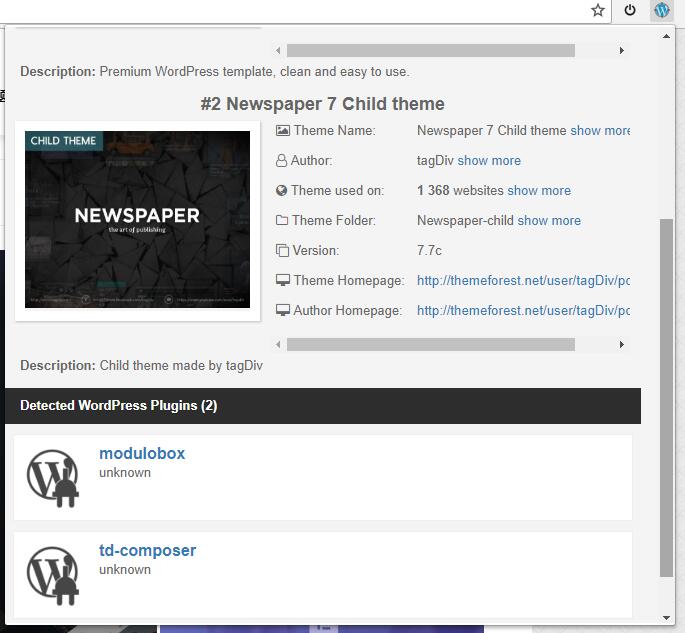 Description: Premium WordPress template, clean and easy to use.
#2 Newspaper 7 Child theme
CHILD THEME
NEWSPAPER
the art of publishing
Theme Name: Newspaper 7 Child theme show more
Author: tagDiv show more
Theme used on: 1 368 websites show more
Theme Folder: Newspaper-child show more
Version: 7.7c
Theme Homepage: http://themeforest.net/user/tagDiv/po
Author Homepage: http://themeforest.net/user/tagDiv/po
Description: Child theme made by tagDiv
Detected WordPress Plugins (2)
modulobox
unknown
td-composer
unknown